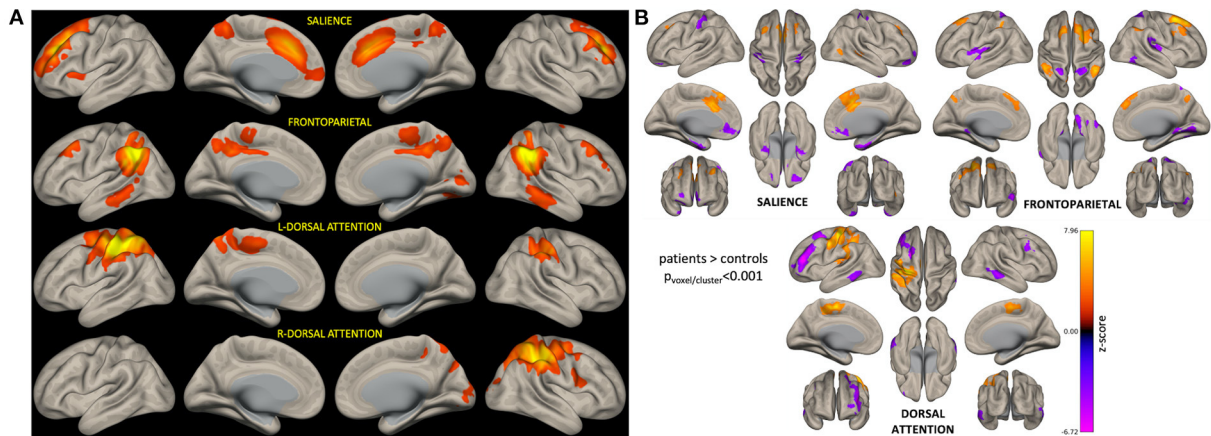 A
SALIENCE
FRONTOPARIETAL
L-DORSAL ATTENTION
R-DORSAL ATTENTION
B
SALIENCE
FRONTOPARIETAL
patients > controls
pvoxel/cluster<0.001
DORSAL
ATTENTION
7.96
0.00
-6.72
z-score